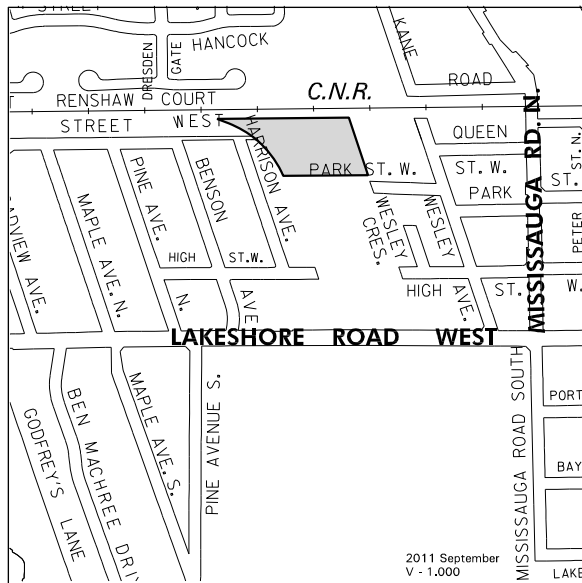 STREET
DRESDEN
GATE
HANCOCK
KANE
ROAD
RENSHAW COURT
C.N.R.
STREET WEST
QUEEN
HARRISON AVE.
PARK ST. W.
ST. W.
PARK
ST.
ST. N.
PETER
MISSISSAUGA RD. N.
PINE AVE.
BENSON
MAPLE AVE. N.
AVE.
WESLEY
CRES.
WESLEY
AVE.
HIGH ST.W.
HIGH ST. W.
N.
AVE
LAKESHORE ROAD WEST
GODFREY'S LANE
BEN MACHREE
MAPLE AVE. S.
PINE AVENUE S.
MISSISSAUGA ROAD SOUTH
PORT
BAY
LAKE
2011 September
V - 1.000